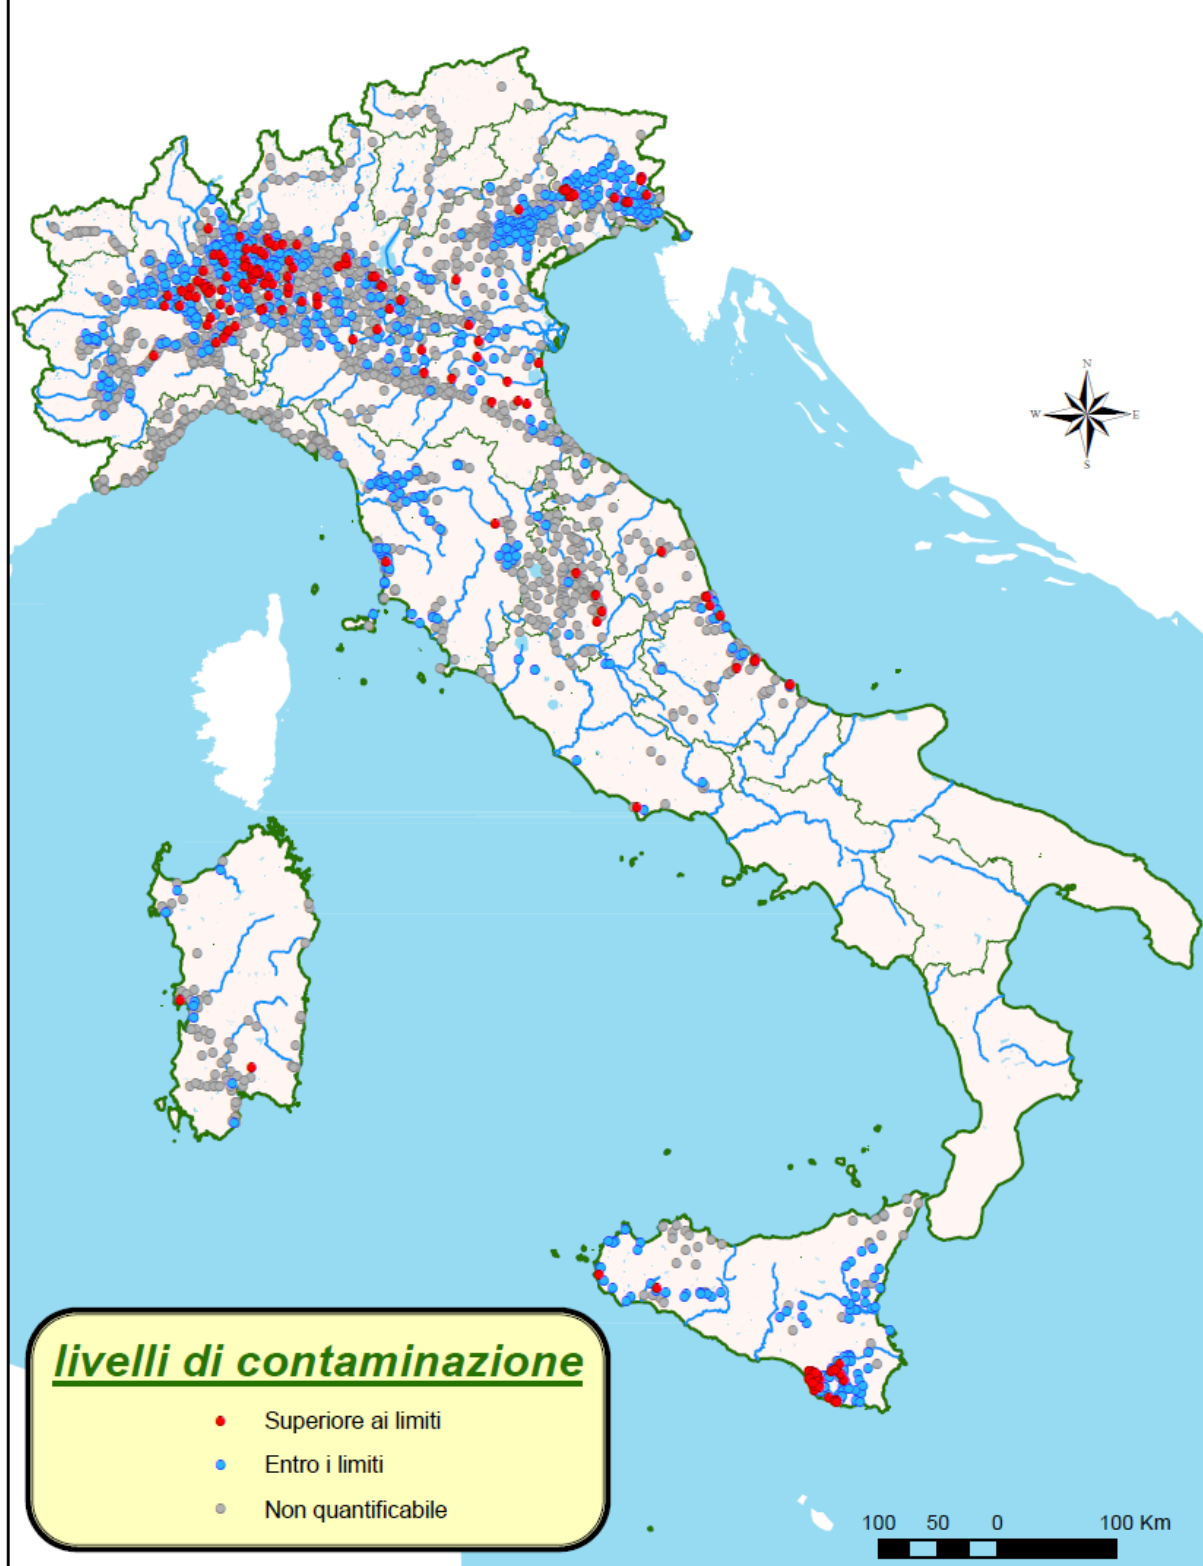 N
W E
S
livelli di contaminazione
Superiore ai limiti
Entro i limiti
Non quantificabile
100 50 0 100 Km